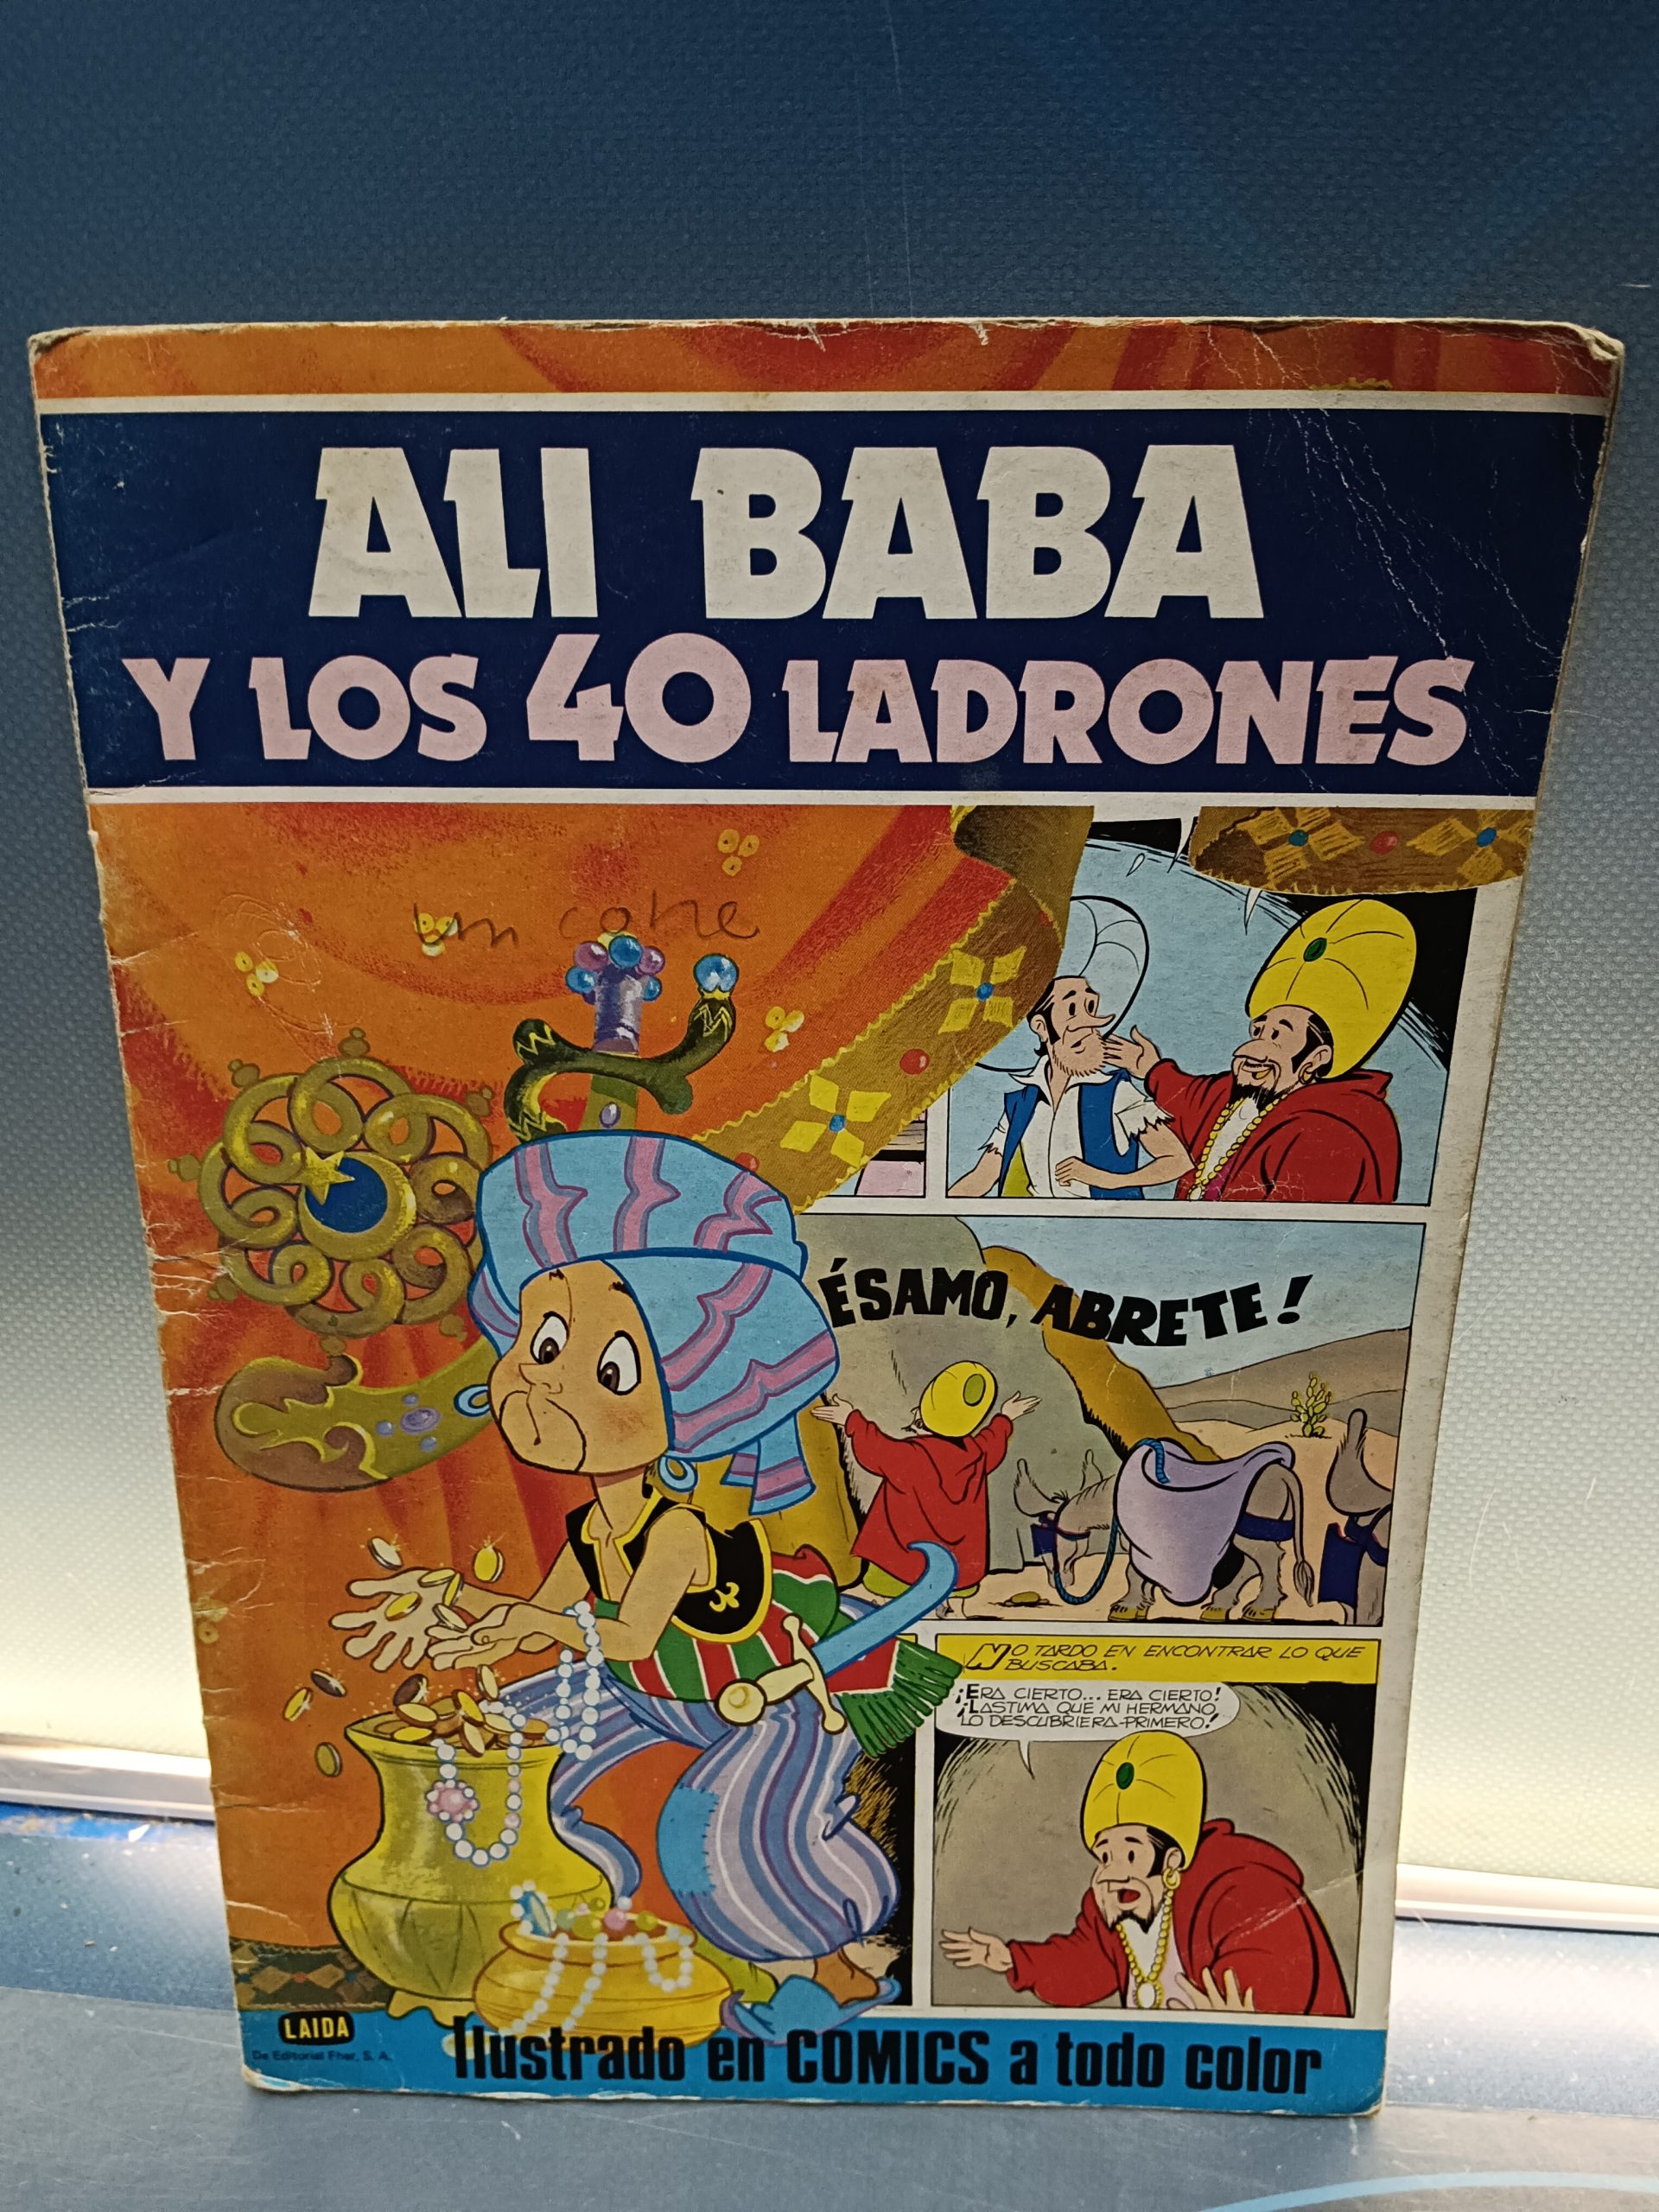 ALI BABA
Y LOS 40 LADRONES
ÉSAMO, ABRETE!
NO TARDO EN ENCONTRAR LO QUE
BUSCABA.
¡ERA CIERTO... ERA CIERTO!
¡LASTIMA QUE MI HERMANO
LO DESCUBRIERA PRIMERO!
LAIDA
De Editorial Fher, S. A.
Ilustrado en COMICS a todo color